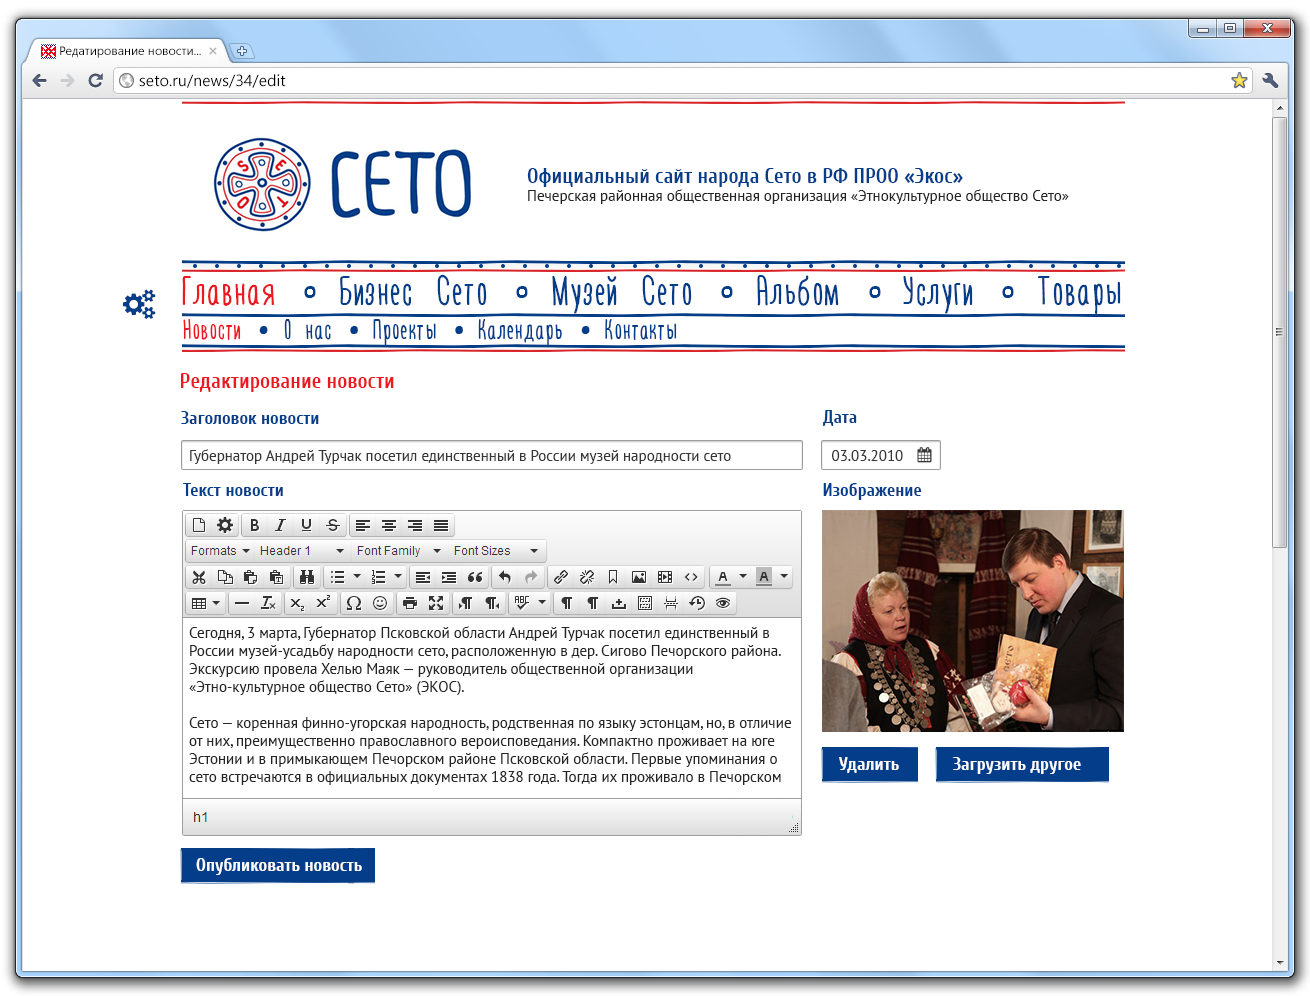 Редатирование новости...
seto.ru/news/34/edit
S E T O
СЕТО
Официальный сайт народа Сето в РФ ПРОО «Экос»
Печерская районная общественная организация «Этнокультурное общество Сето»
Главная Бизнес Сето Музей Сето Альбом Услуги Товары
Новости О нас Проекты Календарь Контакты
Редактирование новости
Заголовок новости
Дата
Губернатор Андрей Турчак посетил единственный в России музей народности сето
03.03.2010
Текст новости
Изображение
B I U S
Formats Header 1 Font Family Font Sizes
A A
Ix X2 X2 Ω ABC ¶ ¶ ¶ ¶
Сегодня, 3 марта, Губернатор Псковской области Андрей Турчак посетил единственный в
России музей-усадьбу народности сето, расположенную в дер. Сигово Печорского района.
Экскурсию провела Хелью Маяк — руководитель общественной организации
«Этно-культурное общество Сето» (ЭКОС).
Сето — коренная финно-угорская народность, родственная по языку эстонцам, но, в отличие
от них, преимущественно православного вероисповедания. Компактно проживает на юге
Эстонии и в примыкающем Печорском районе Псковской области. Первые упоминания о
сето встречаются в официальных документах 1838 года. Тогда их проживало в Печорском
h1
Удалить
Загрузить другое
Опубликовать новость